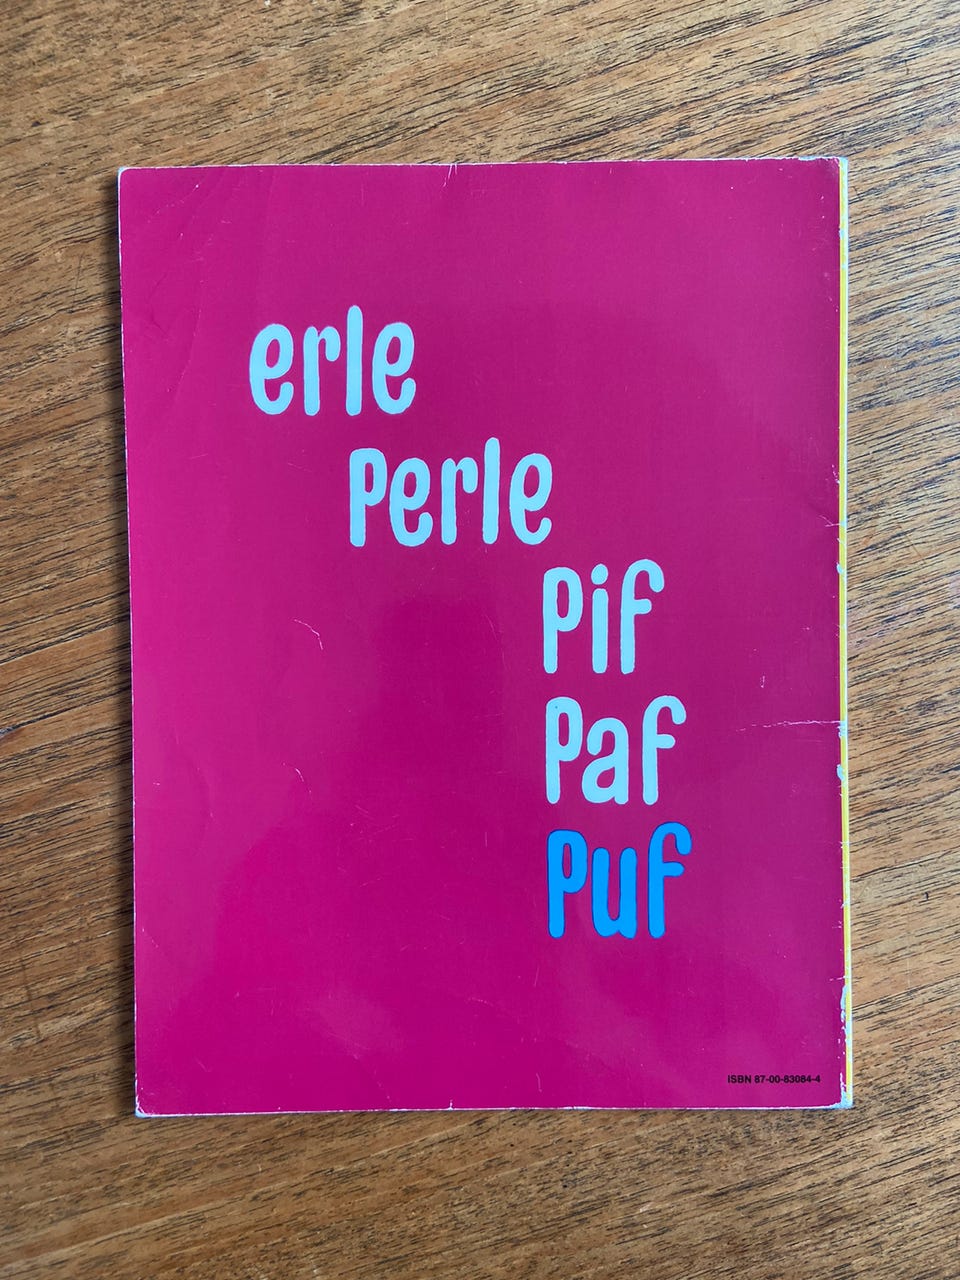 erle
perle
pif
paf
puf
ISBN 87-00-83084-4